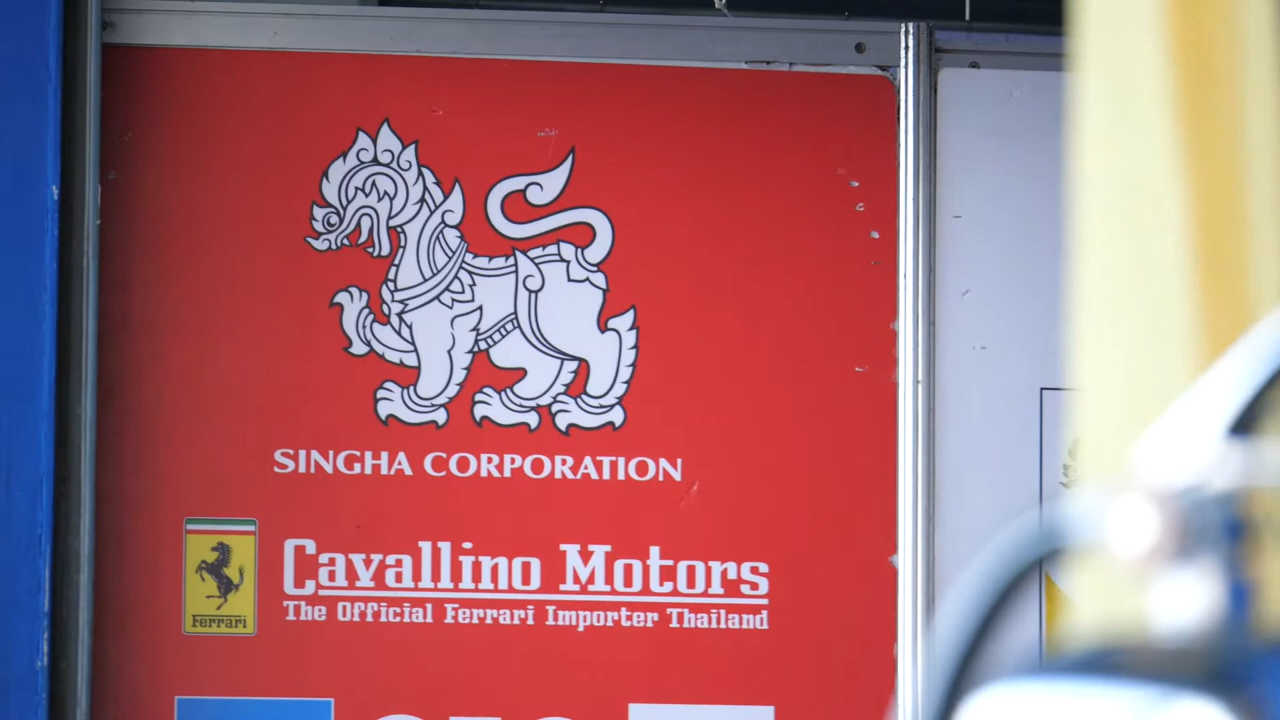 SINGHA CORPORATION
Ferrari
Cavallino Motors
The Official Ferrari Importer Thailand